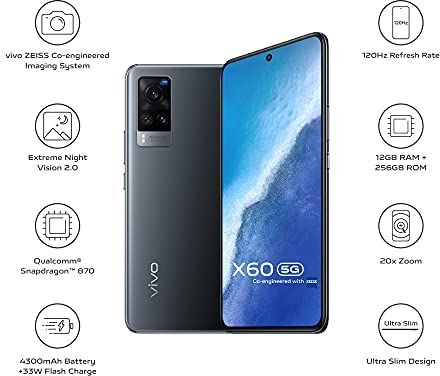 vivo ZEISS Co-engineered
Imaging System
120Hz
120Hz Refresh Rate
Extreme Night
Vision 2.0
12GB RAM +
256GB ROM
Qualcomm®
Snapdragon™ 870
20x Zoom
vivo
X60 5G
Co-engineered with ZEISS
4300mAh Battery
+33W Flash Charge
Ultra Slim
Ultra Slim Design